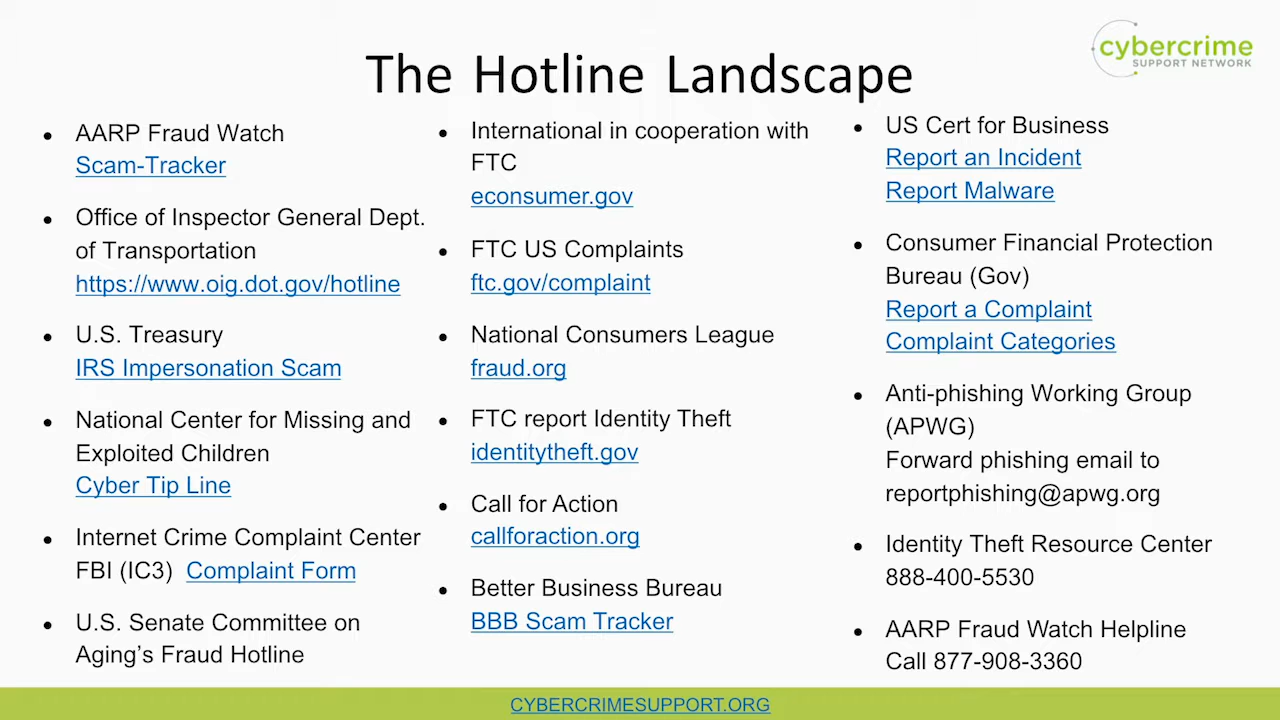 cybercrime
SUPPORT NETWORK
The Hotline Landscape
• AARP Fraud Watch
Scam-Tracker
• Office of Inspector General Dept.
of Transportation
https://www.oig.dot.gov/hotline
• U.S. Treasury
IRS Impersonation Scam
• National Center for Missing and
Exploited Children
Cyber Tip Line
• Internet Crime Complaint Center
FBI (IC3) Complaint Form
• U.S. Senate Committee on
Aging’s Fraud Hotline
• International in cooperation with
FTC
econsumer.gov
• FTC US Complaints
ftc.gov/complaint
• National Consumers League
fraud.org
• FTC report Identity Theft
identitytheft.gov
• Call for Action
callforaction.org
• Better Business Bureau
BBB Scam Tracker
• US Cert for Business
Report an Incident
Report Malware
• Consumer Financial Protection
Bureau (Gov)
Report a Complaint
Complaint Categories
• Anti-phishing Working Group
(APWG)
Forward phishing email to
reportphishing@apwg.org
• Identity Theft Resource Center
888-400-5530
• AARP Fraud Watch Helpline
Call 877-908-3360
CYBERCRIMESUPPORT.ORG